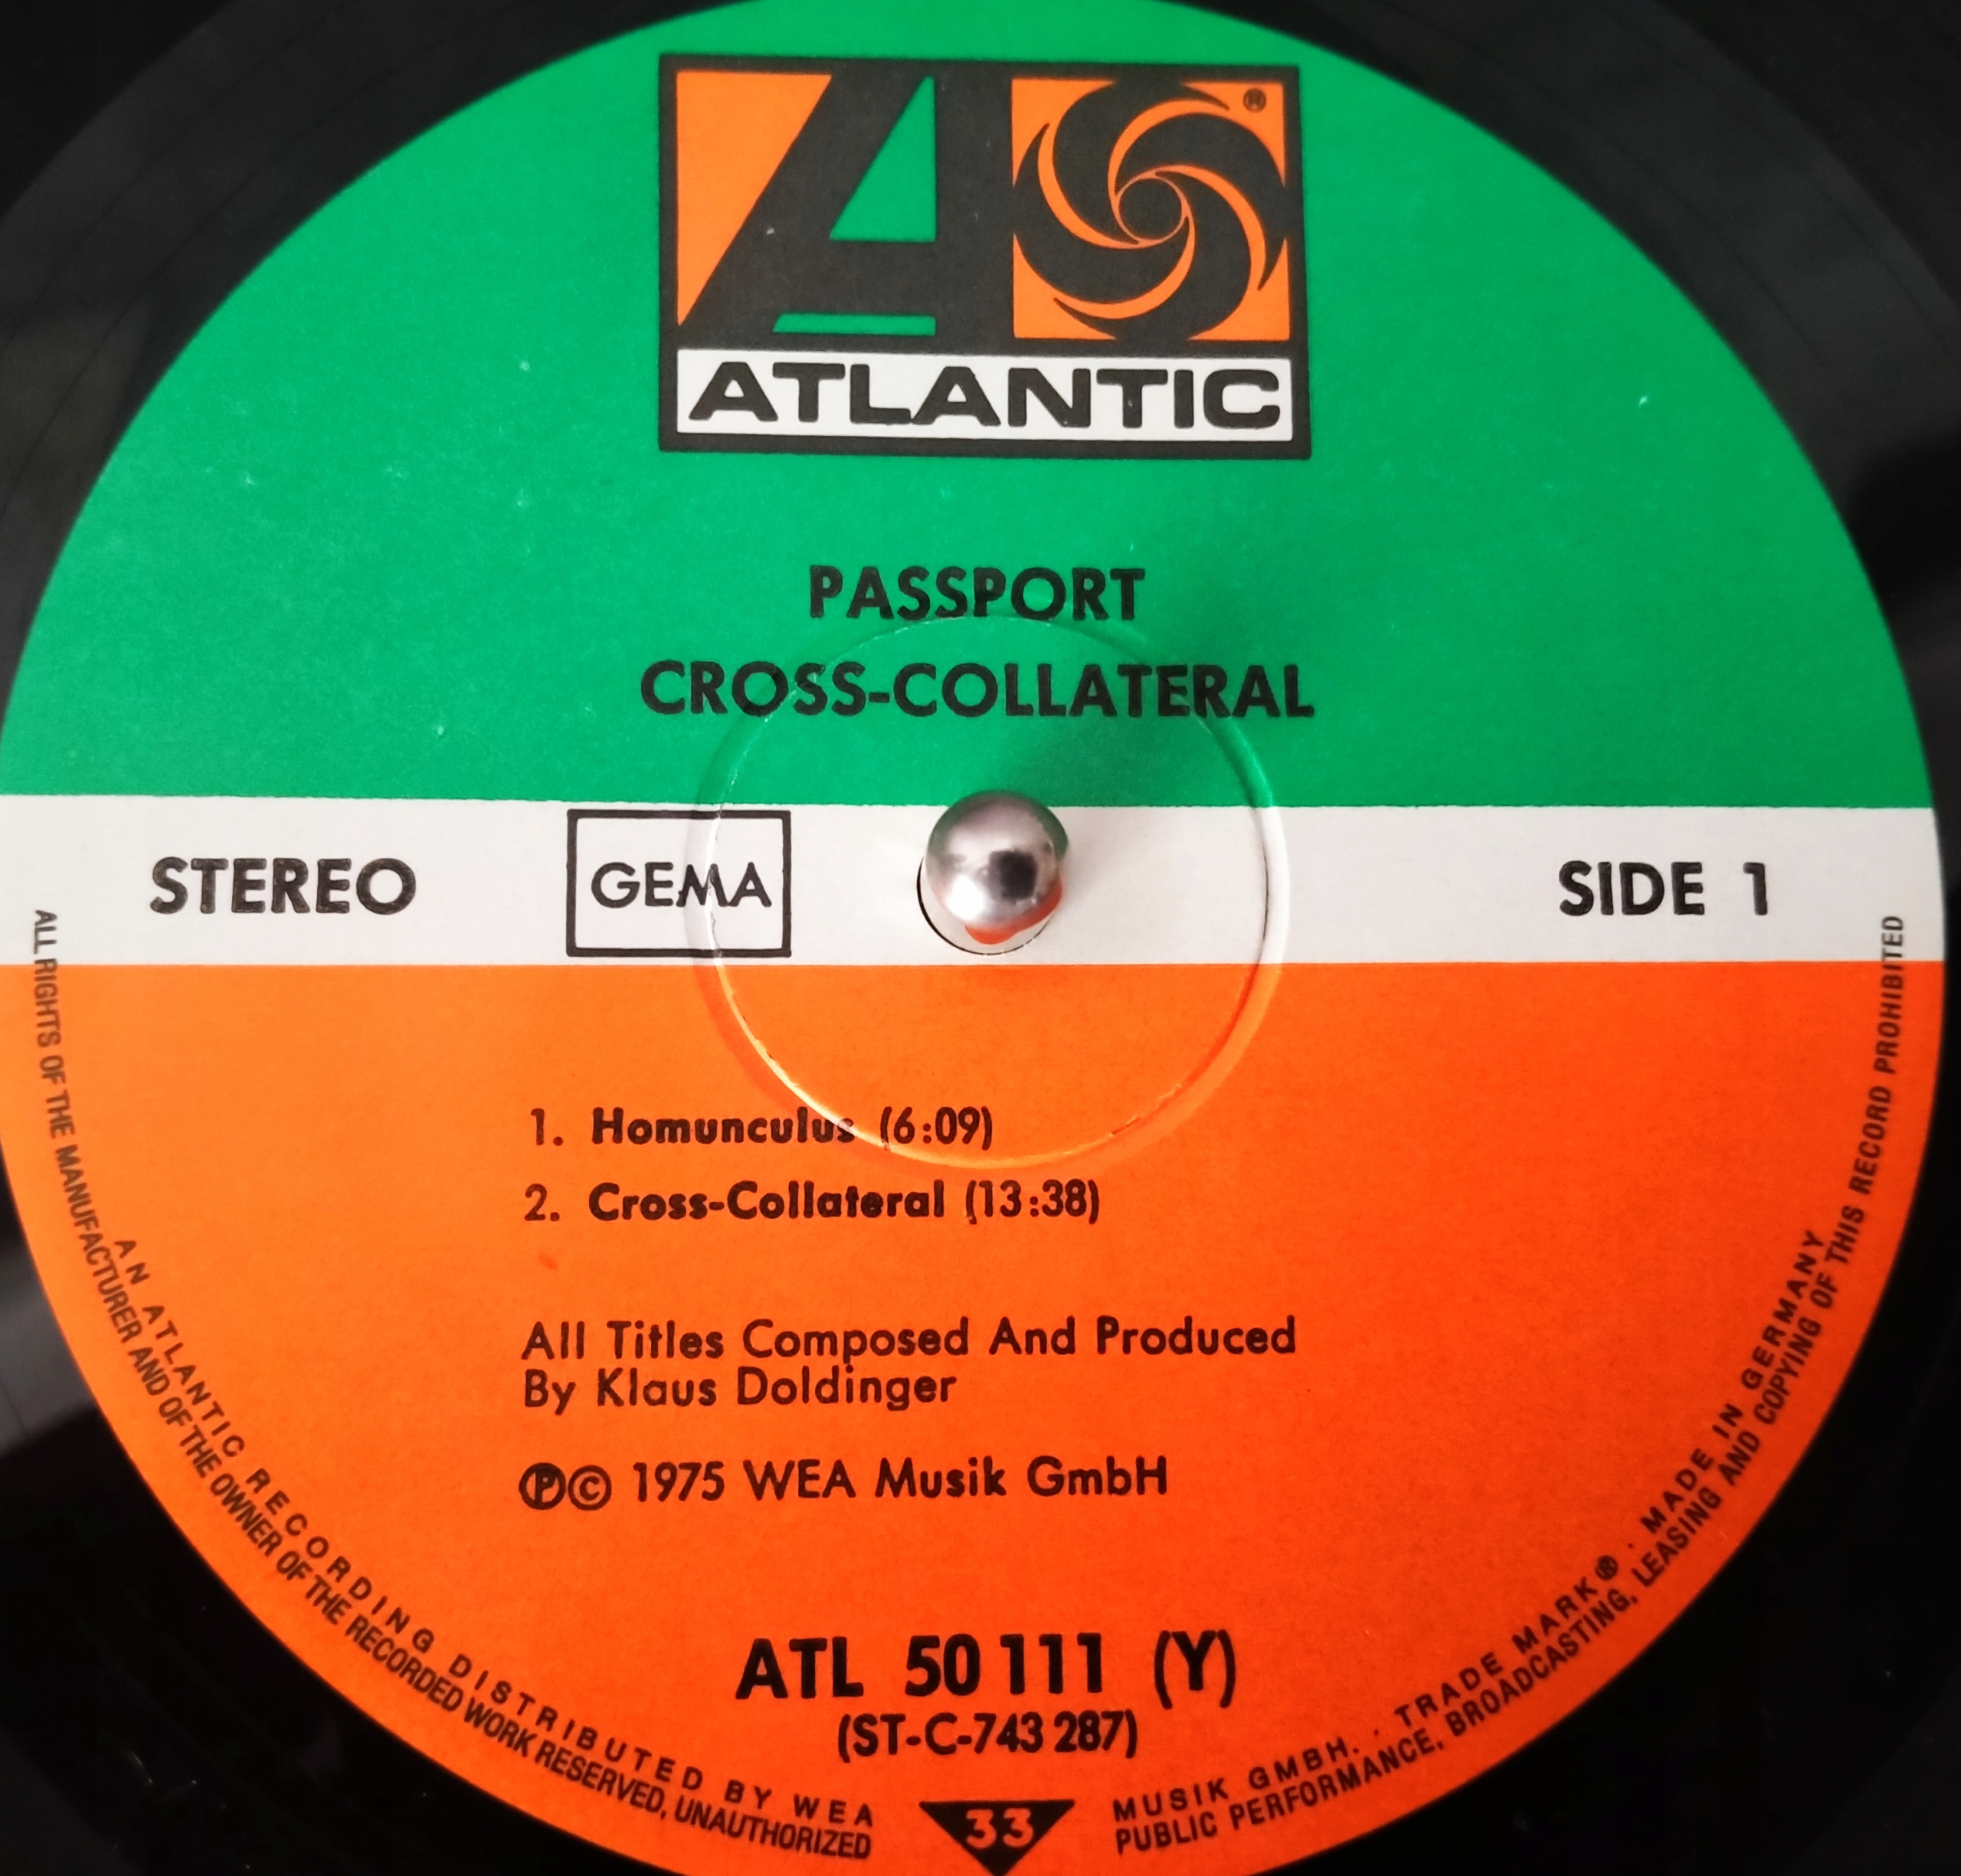 ®
ATLANTIC
PASSPORT
CROSS-COLLATERAL
STEREO
GEMA
SIDE 1
1. Homunculus (6:09)
2. Cross-Collateral (13:38)
All Titles Composed And Produced
By Klaus Doldinger
℗© 1975 WEA Musik GmbH
ATL 50 111 (Y)
(ST-C-743 287)
33
AN ATLANTIC RECORDING DISTRIBUTED BY WEA MUSIK GMBH. · TRADE MARK® · MADE IN GERMANY
ALL RIGHTS OF THE MANUFACTURER AND OF THE OWNER OF THE RECORDED WORK RESERVED, UNAUTHORIZED PUBLIC PERFORMANCE, BROADCASTING, LEASING AND COPYING OF THIS RECORD PROHIBITED